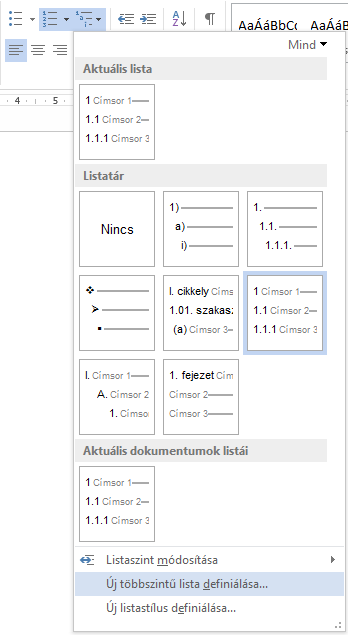 AaÁáBbCc AaÁáBb
4 5
Mind
Aktuális lista
1 Címsor 1
1.1 Címsor 2
1.1.1 Címsor 3
Listatár
Nincs
1)
a)
i)
1.
1.1.
1.1.1.
I. cikkely Címs
1.01. szakasz
(a) Címsor 3
1 Címsor 1
1.1 Címsor 2
1.1.1 Címsor 3
I. Címsor 1
A. Címsor 2
1. Címsor
1. fejezet Cím
Címsor 2
Címsor 3
Aktuális dokumentumok listái
1 Címsor 1
1.1 Címsor 2
1.1.1 Címsor 3
Listaszint módosítása
Új többszintű lista definiálása...
Új listastílus definiálása...